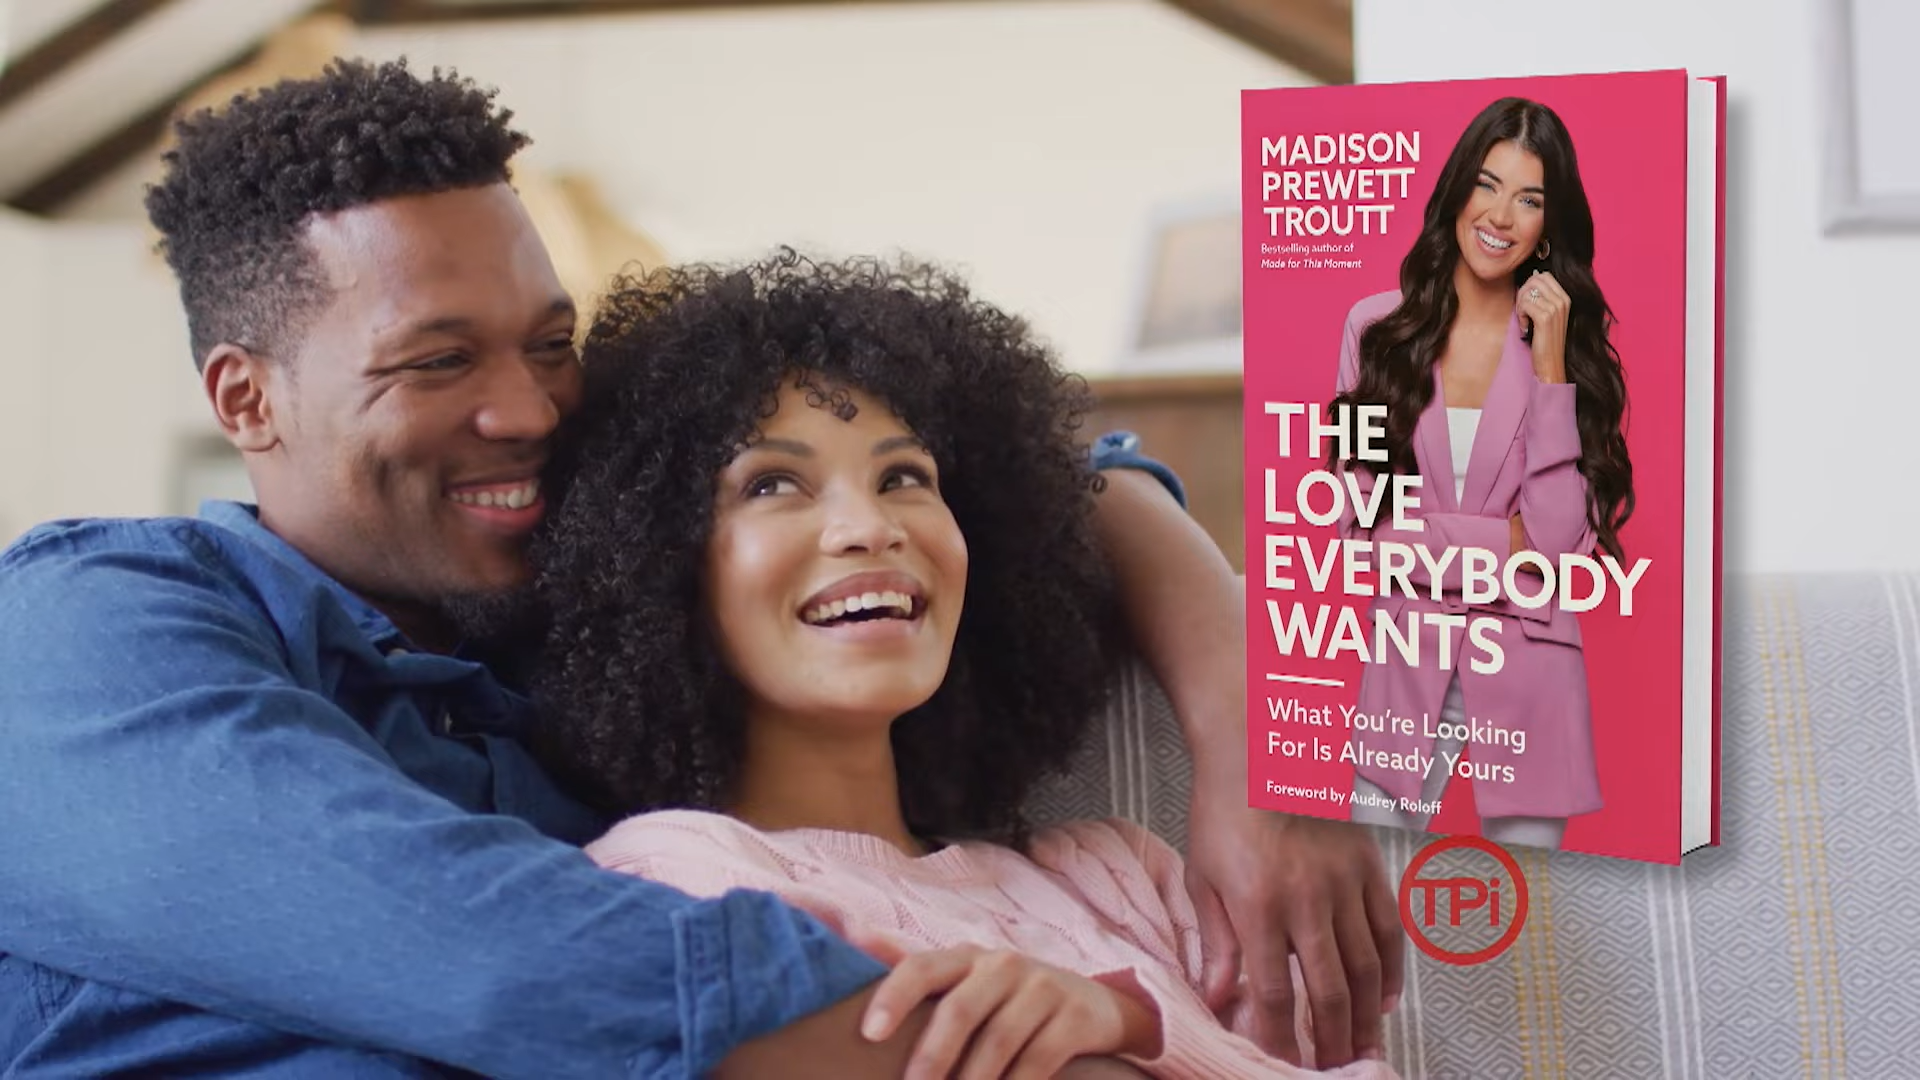 MADISON
PREWETT
TROUTT
Bestselling author of
Made for This Moment
THE
LOVE
EVERYBODY
WANTS
What You're Looking
For Is Already Yours
Foreword by Audrey Roloff
TPi